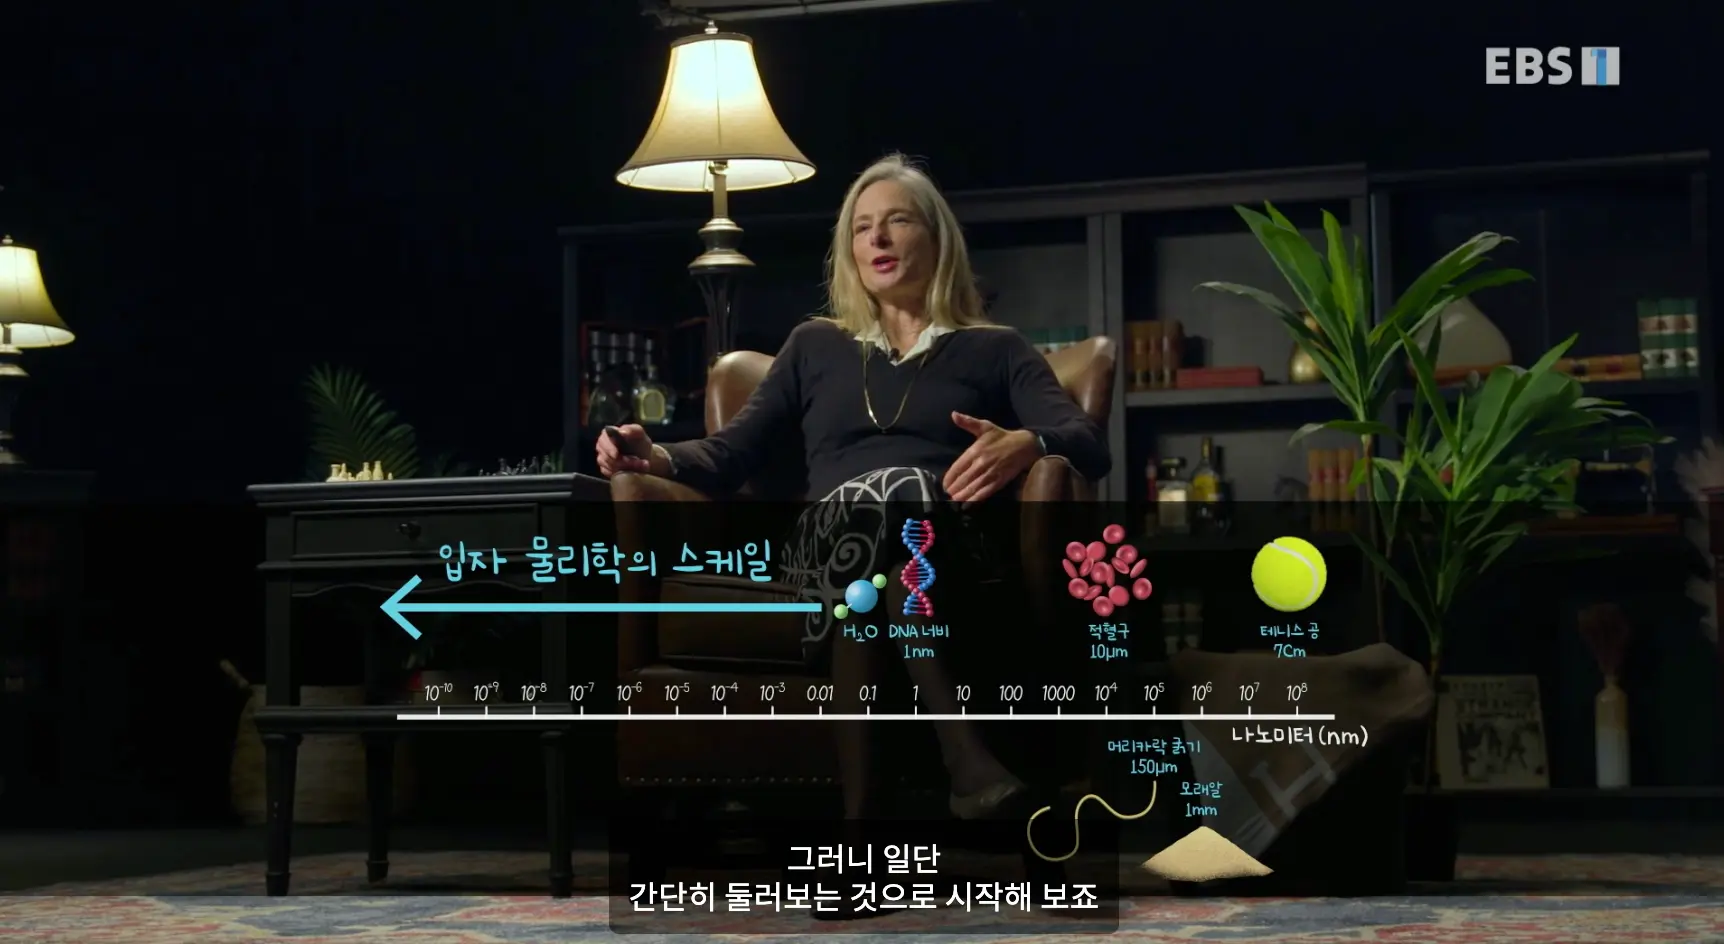 EBS 1
입자 물리학의 스케일
H₂O
DNA 너비
1nm
적혈구
10μm
테니스 공
7Cm
10⁻¹⁰ 10⁻⁹ 10⁻⁸ 10⁻⁷ 10⁻⁶ 10⁻⁵ 10⁻⁴ 10⁻³ 0.01 0.1 1 10 100 1000 10⁴ 10⁵ 10⁶ 10⁷ 10⁸
나노미터(nm)
머리카락 굵기
150μm
모래알
1mm
그러니 일단
간단히 둘러보는 것으로 시작해 보죠